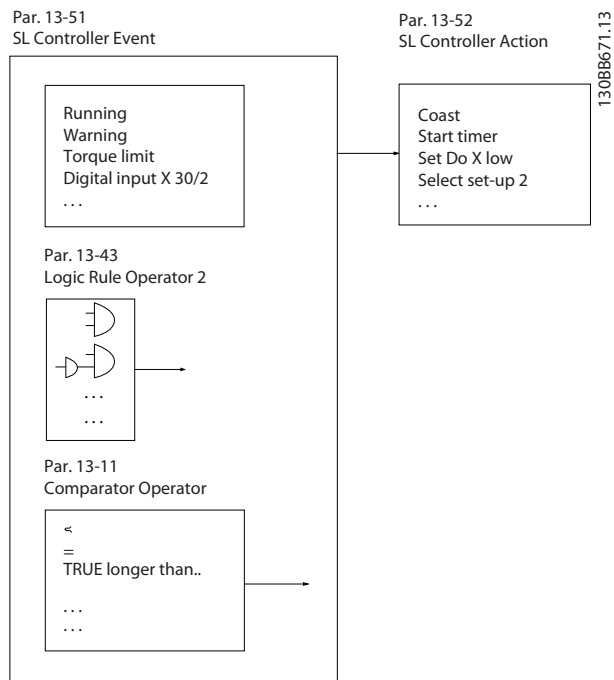 Par. 13-51
SL Controller Event
Par. 13-52
SL Controller Action
130BB671.13
Running
Warning
Torque limit
Digital input X 30/2
. . .
Coast
Start timer
Set Do X low
Select set-up 2
. . .
Par. 13-43
Logic Rule Operator 2
. . .
. . .
Par. 13-11
Comparator Operator
=
TRUE longer than..
. . .
. . .